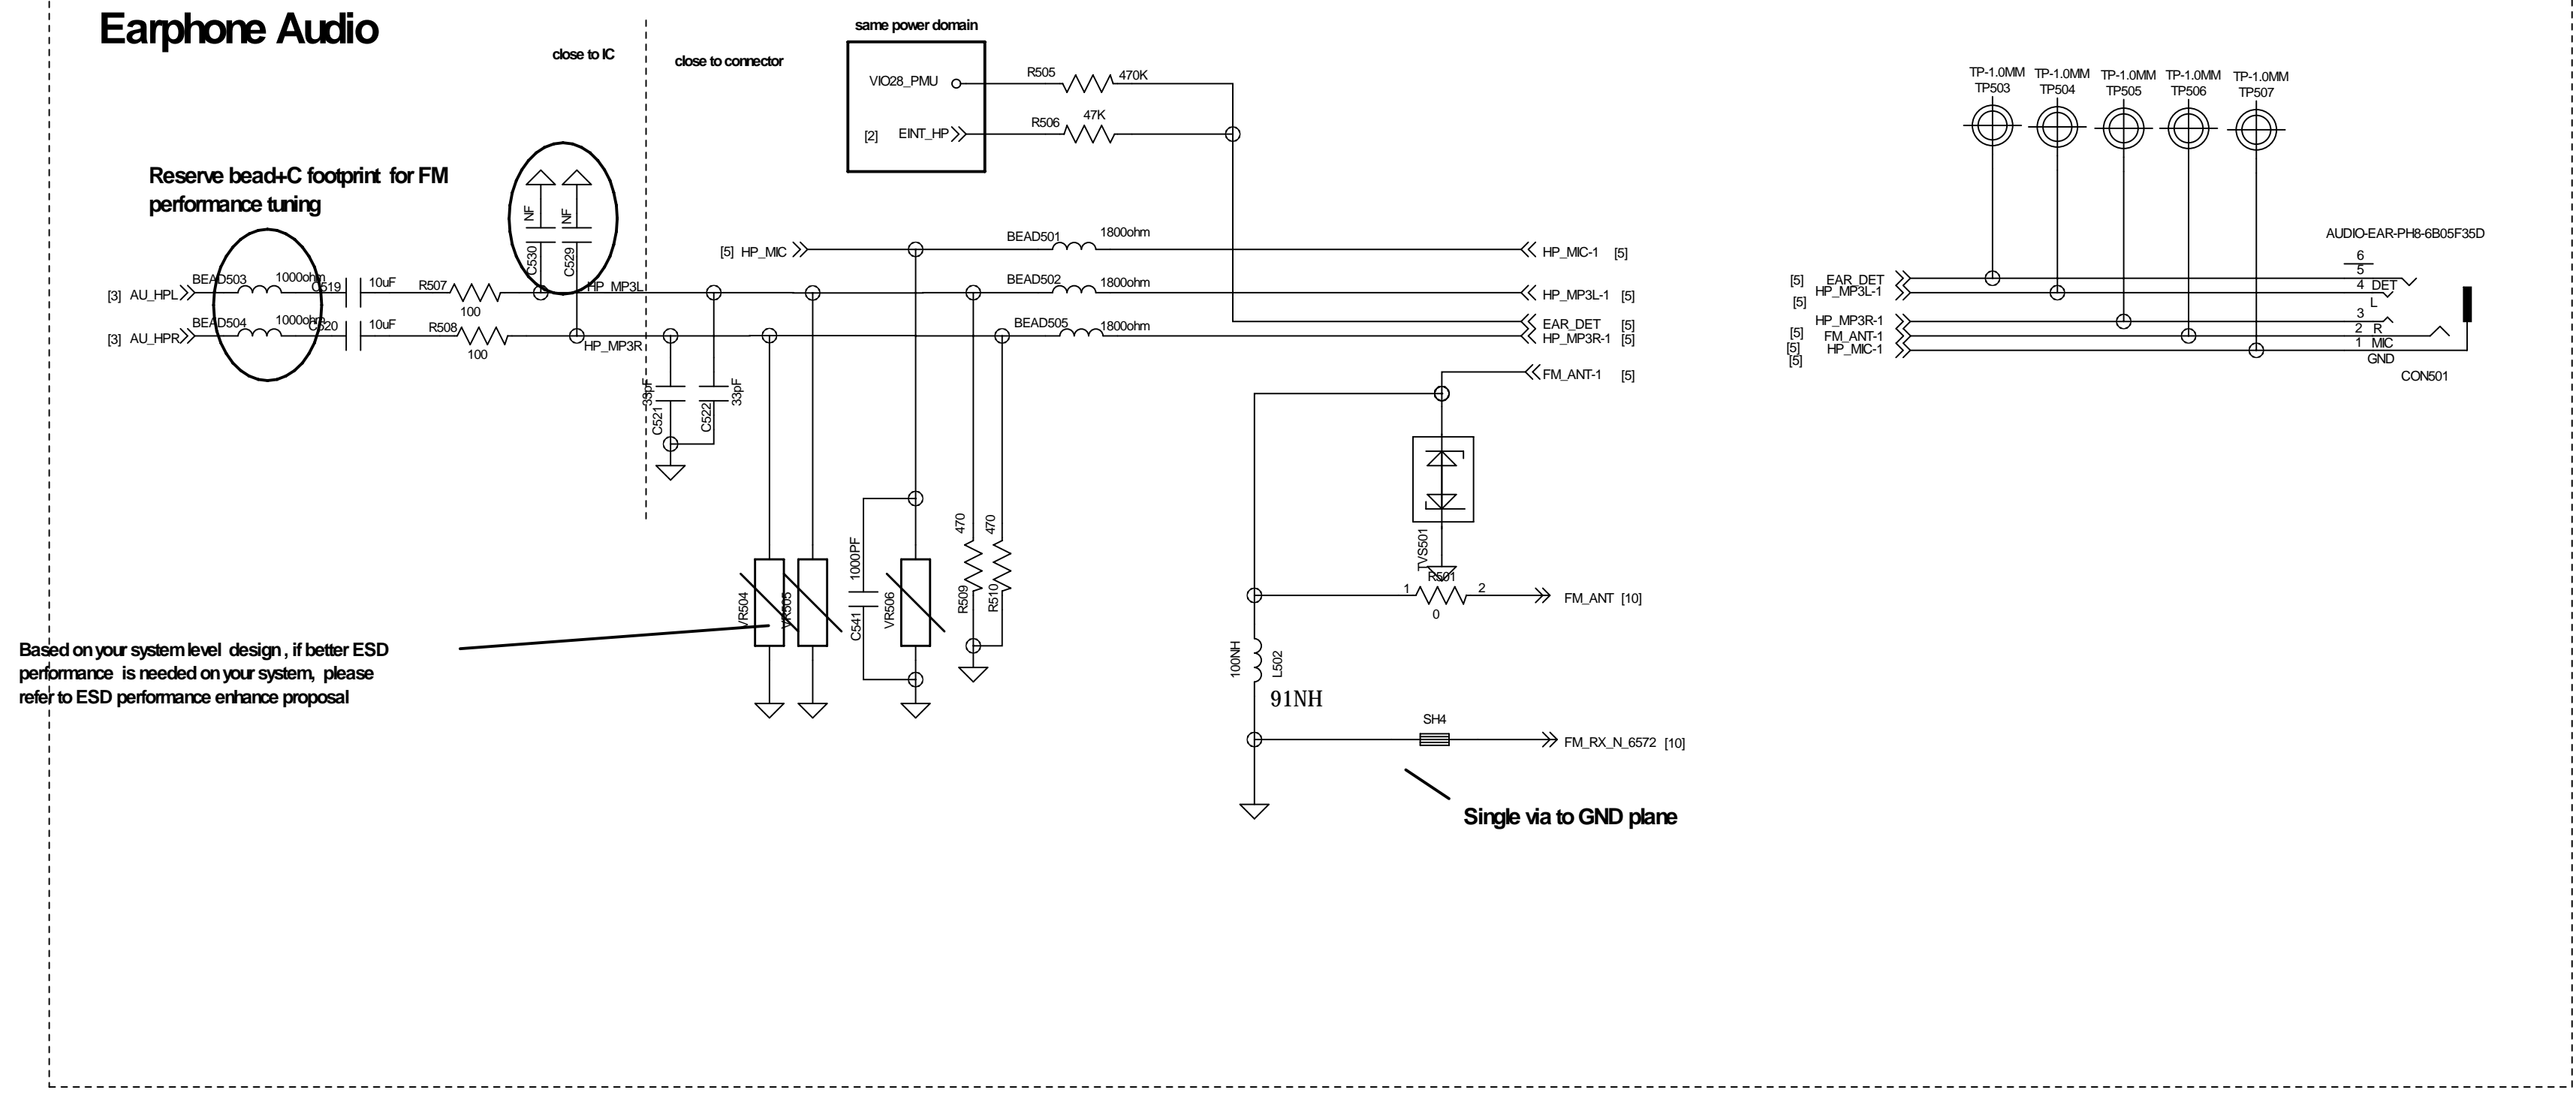 Earphone Audio
close to IC
close to connector
same power domain
VIO28_PMU
R505
470K
[2] EINT_HP
R506
47K
Reserve bead+C footprint for FM
performance tuning
NF
NF
C530
C529
[3] AU_HPL
BEAD503
1000ohm
C519
10uF
R507
100
HP_MP3L
[3] AU_HPR
BEAD504
1000ohm
C520
10uF
R508
100
HP_MP3R
[5] HP_MIC
BEAD501
1800ohm
HP_MIC-1 [5]
BEAD502
1800ohm
HP_MP3L-1 [5]
EAR_DET [5]
BEAD505
1800ohm
HP_MP3R-1 [5]
FM_ANT-1 [5]
33pF
C521
C522
33pF
VR504
VR505
1000PF
C541
VR506
470
R509
470
R510
TVS501
R501
1
2
0
FM_ANT [10]
100NH
L502
91NH
SH4
FM_RX_N_6572 [10]
Single via to GND plane
Based on your system level design , if better ESD
performance is needed on your system, please
refer to ESD performance enhance proposal
TP-1.0MM
TP503
TP-1.0MM
TP504
TP-1.0MM
TP505
TP-1.0MM
TP506
TP-1.0MM
TP507
AUDIO-EAR-PH8-6B05F35D
[5] EAR_DET
[5] HP_MP3L-1
HP_MP3R-1
[5] FM_ANT-1
[5] HP_MIC-1
[5]
6
5
4 DET
L
3
2 R
1 MIC
GND
CON501